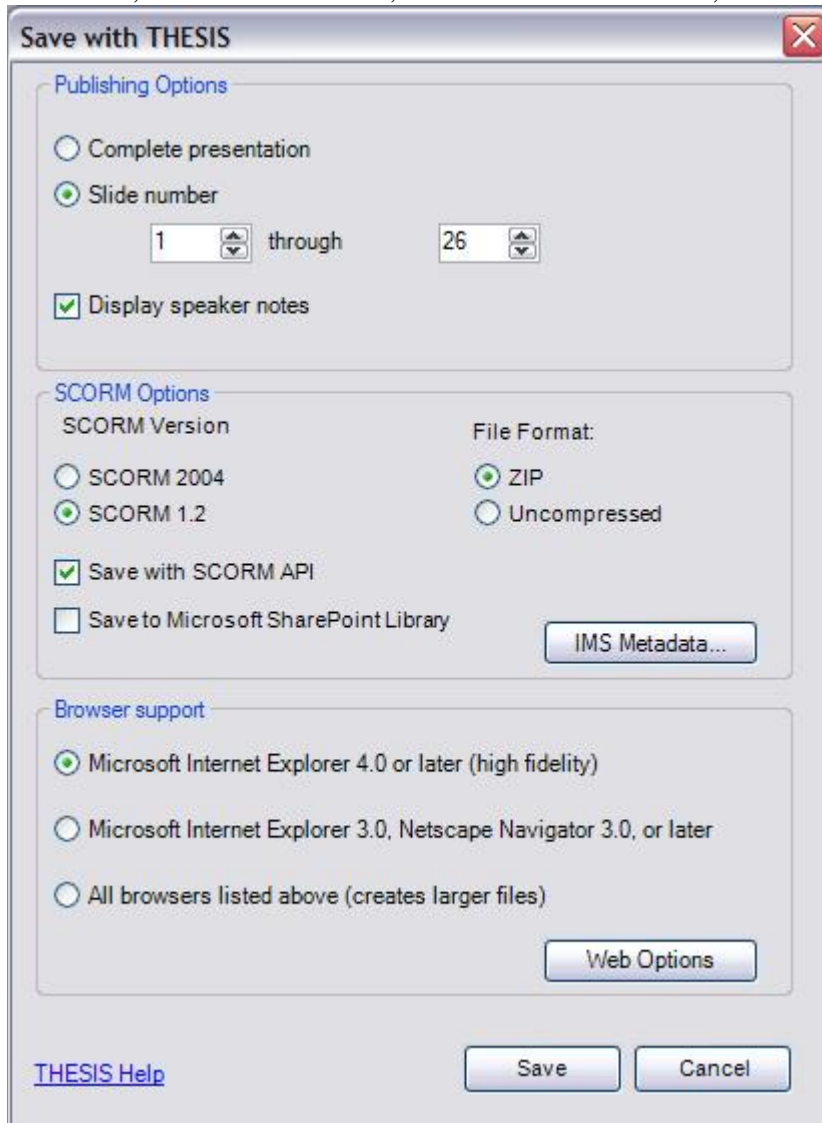 Save with THESIS
Publishing Options
Complete presentation
Slide number
1 through 26
Display speaker notes
SCORM Options
SCORM Version
File Format:
SCORM 2004
ZIP
SCORM 1.2
Uncompressed
Save with SCORM API
Save to Microsoft SharePoint Library
IMS Metadata...
Browser support
Microsoft Internet Explorer 4.0 or later (high fidelity)
Microsoft Internet Explorer 3.0, Netscape Navigator 3.0, or later
All browsers listed above (creates larger files)
Web Options
THESIS Help
Save
Cancel